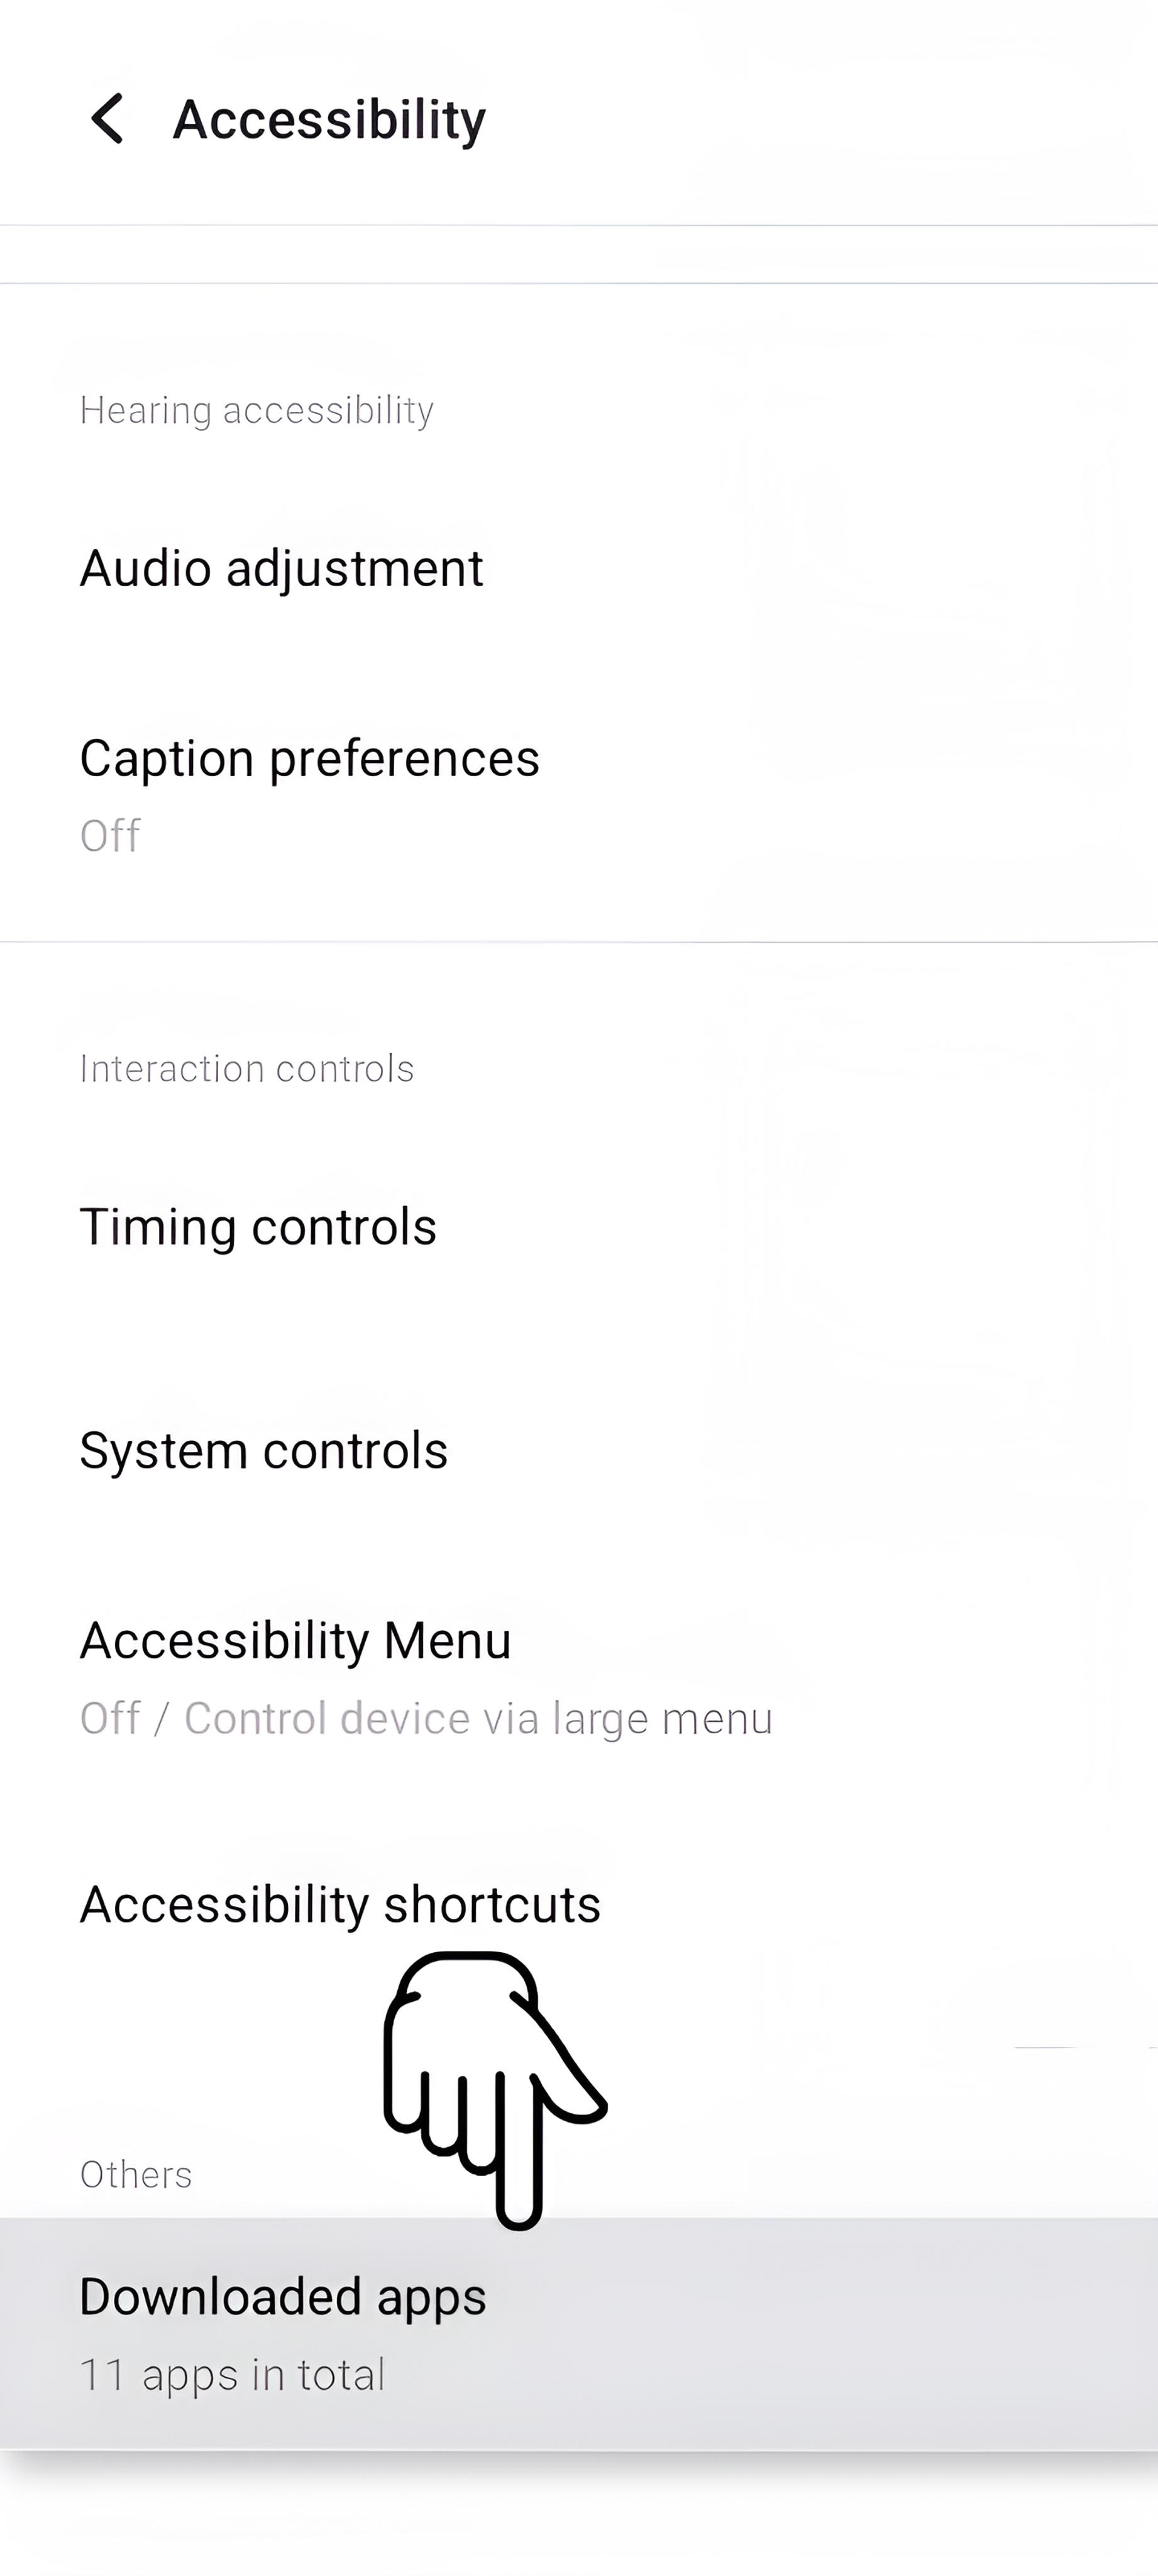 Accessibility
Hearing accessibility
Audio adjustment
Caption preferences
Off
Interaction controls
Timing controls
System controls
Accessibility Menu
Off / Control device via large menu
Accessibility shortcuts
Others
Downloaded apps
11 apps in total